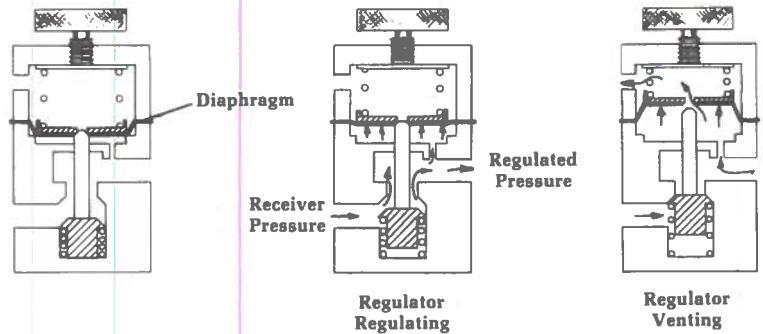 Diaphragm
Regulated
Pressure
Receiver
Pressure
Regulator
Regulating
Regulator
Venting